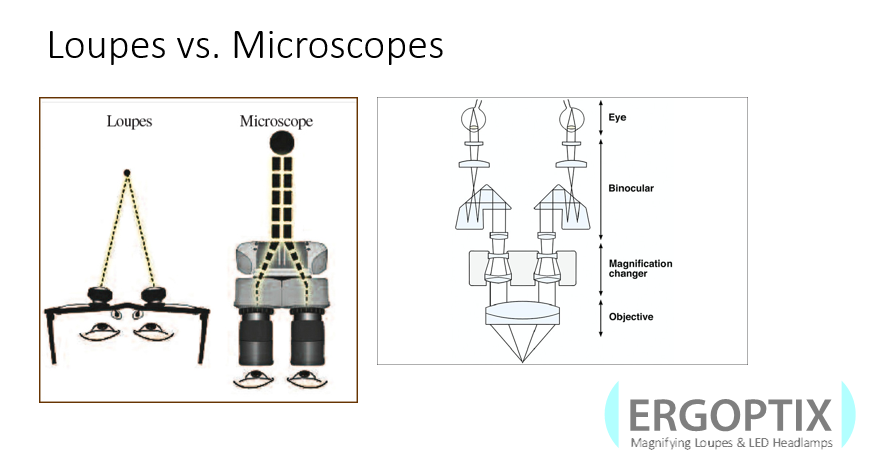 Loupes vs. Microscopes
Loupes
Microscope
Eye
Binocular
Magnification
changer
Objective
ERGOPTIX
Magnifying Loupes & LED Headlamps